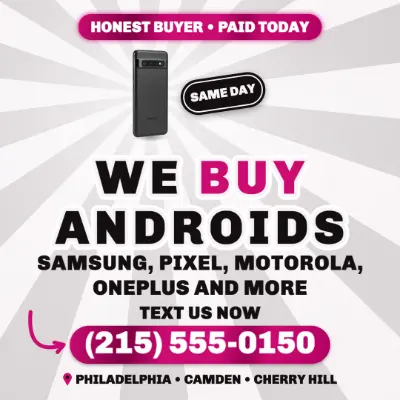 HONEST BUYER • PAID TODAY
SAME DAY
WE BUY
ANDROIDS
SAMSUNG, PIXEL, MOTOROLA,
ONEPLUS AND MORE
TEXT US NOW
(215) 555-0150
PHILADELPHIA • CAMDEN • CHERRY HILL